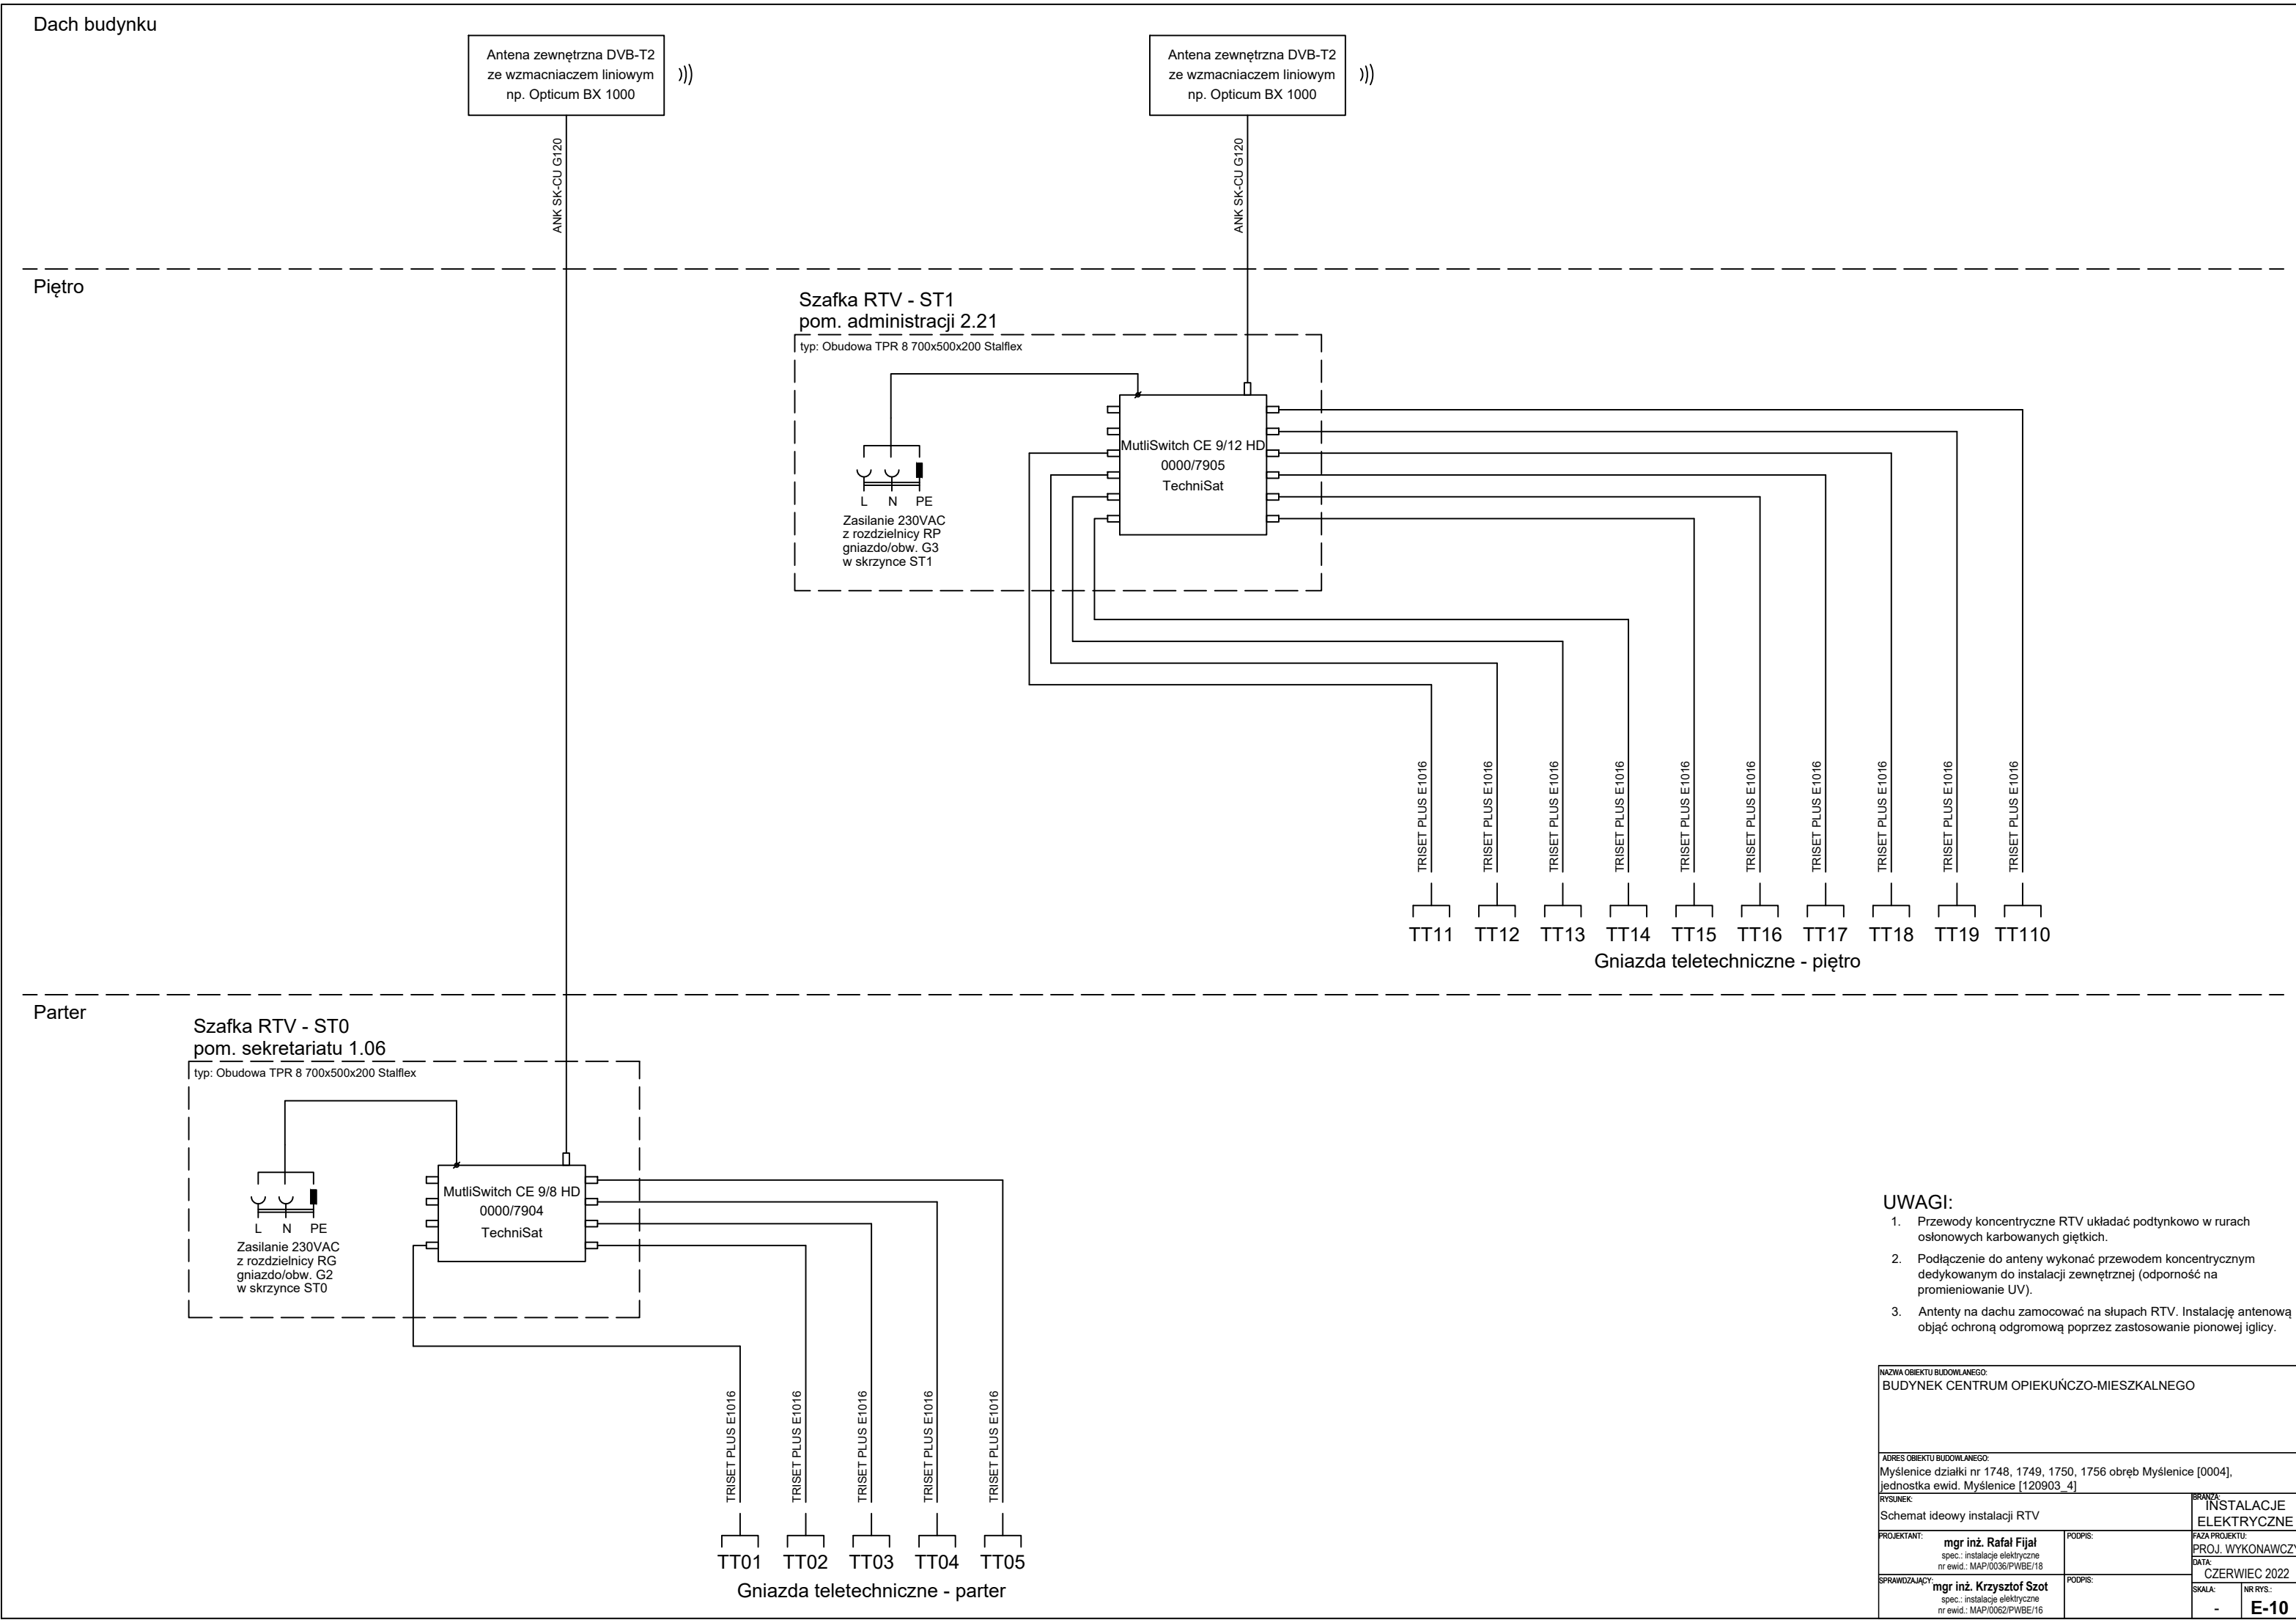 Dach budynku
Antena zewnętrzna DVB-T2
ze wzmacniaczem liniowym
np. Opticum BX 1000
ANK SK-CU G120
Antena zewnętrzna DVB-T2
ze wzmacniaczem liniowym
np. Opticum BX 1000
ANK SK-CU G120
Piętro
Szafka RTV - ST1
pom. administracji 2.21
typ: Obudowa TPR 8 700x500x200 Stalflex
MutliSwitch CE 9/12 HD
0000/7905
TechniSat
L N PE
Zasilanie 230VAC
z rozdzielnicy RP
gniazdo/obw. G3
w skrzynce ST1
TRISET PLUS E1016
TRISET PLUS E1016
TRISET PLUS E1016
TRISET PLUS E1016
TRISET PLUS E1016
TRISET PLUS E1016
TRISET PLUS E1016
TRISET PLUS E1016
TRISET PLUS E1016
TRISET PLUS E1016
TT11 TT12 TT13 TT14 TT15 TT16 TT17 TT18 TT19 TT110
Gniazda teletechniczne - piętro
Parter
Szafka RTV - ST0
pom. sekretariatu 1.06
typ: Obudowa TPR 8 700x500x200 Stalflex
MutliSwitch CE 9/8 HD
0000/7904
TechniSat
L N PE
Zasilanie 230VAC
z rozdzielnicy RG
gniazdo/obw. G2
w skrzynce ST0
TRISET PLUS E1016
TRISET PLUS E1016
TRISET PLUS E1016
TRISET PLUS E1016
TRISET PLUS E1016
TT01 TT02 TT03 TT04 TT05
Gniazda teletechniczne - parter
UWAGI:
1. Przewody koncentryczne RTV układać podtynkowo w rurach
osłonowych karbowanych giętkich.
2. Podłączenie do anteny wykonać przewodem koncentrycznym
dedykowanym do instalacji zewnętrznej (odporność na
promieniowanie UV).
3. Antenty na dachu zamocować na słupach RTV. Instalację antenową
objąć ochroną odgromową poprzez zastosowanie pionowej iglicy.
NAZWA OBIEKTU BUDOWLANEGO:
BUDYNEK CENTRUM OPIEKUŃCZO-MIESZKALNEGO
ADRES OBIEKTU BUDOWLANEGO:
Myślenice działki nr 1748, 1749, 1750, 1756 obręb Myślenice [0004],
jednostka ewid. Myślenice [120903_4]
RYSUNEK:
Schemat ideowy instalacji RTV
BRANŻA:
INSTALACJE
ELEKTRYCZNE
PROJEKTANT:
mgr inż. Rafał Fijał
spec.: instalacje elektryczne
nr ewid.: MAP/0036/PWBE/18
PODPIS:
FAZA PROJEKTU:
PROJ. WYKONAWCZY
DATA:
CZERWIEC 2022
SPRAWDZAJĄCY:
mgr inż. Krzysztof Szot
spec.: instalacje elektryczne
nr ewid.: MAP/0062/PWBE/16
PODPIS:
SKALA:
-
NR RYS.:
E-10